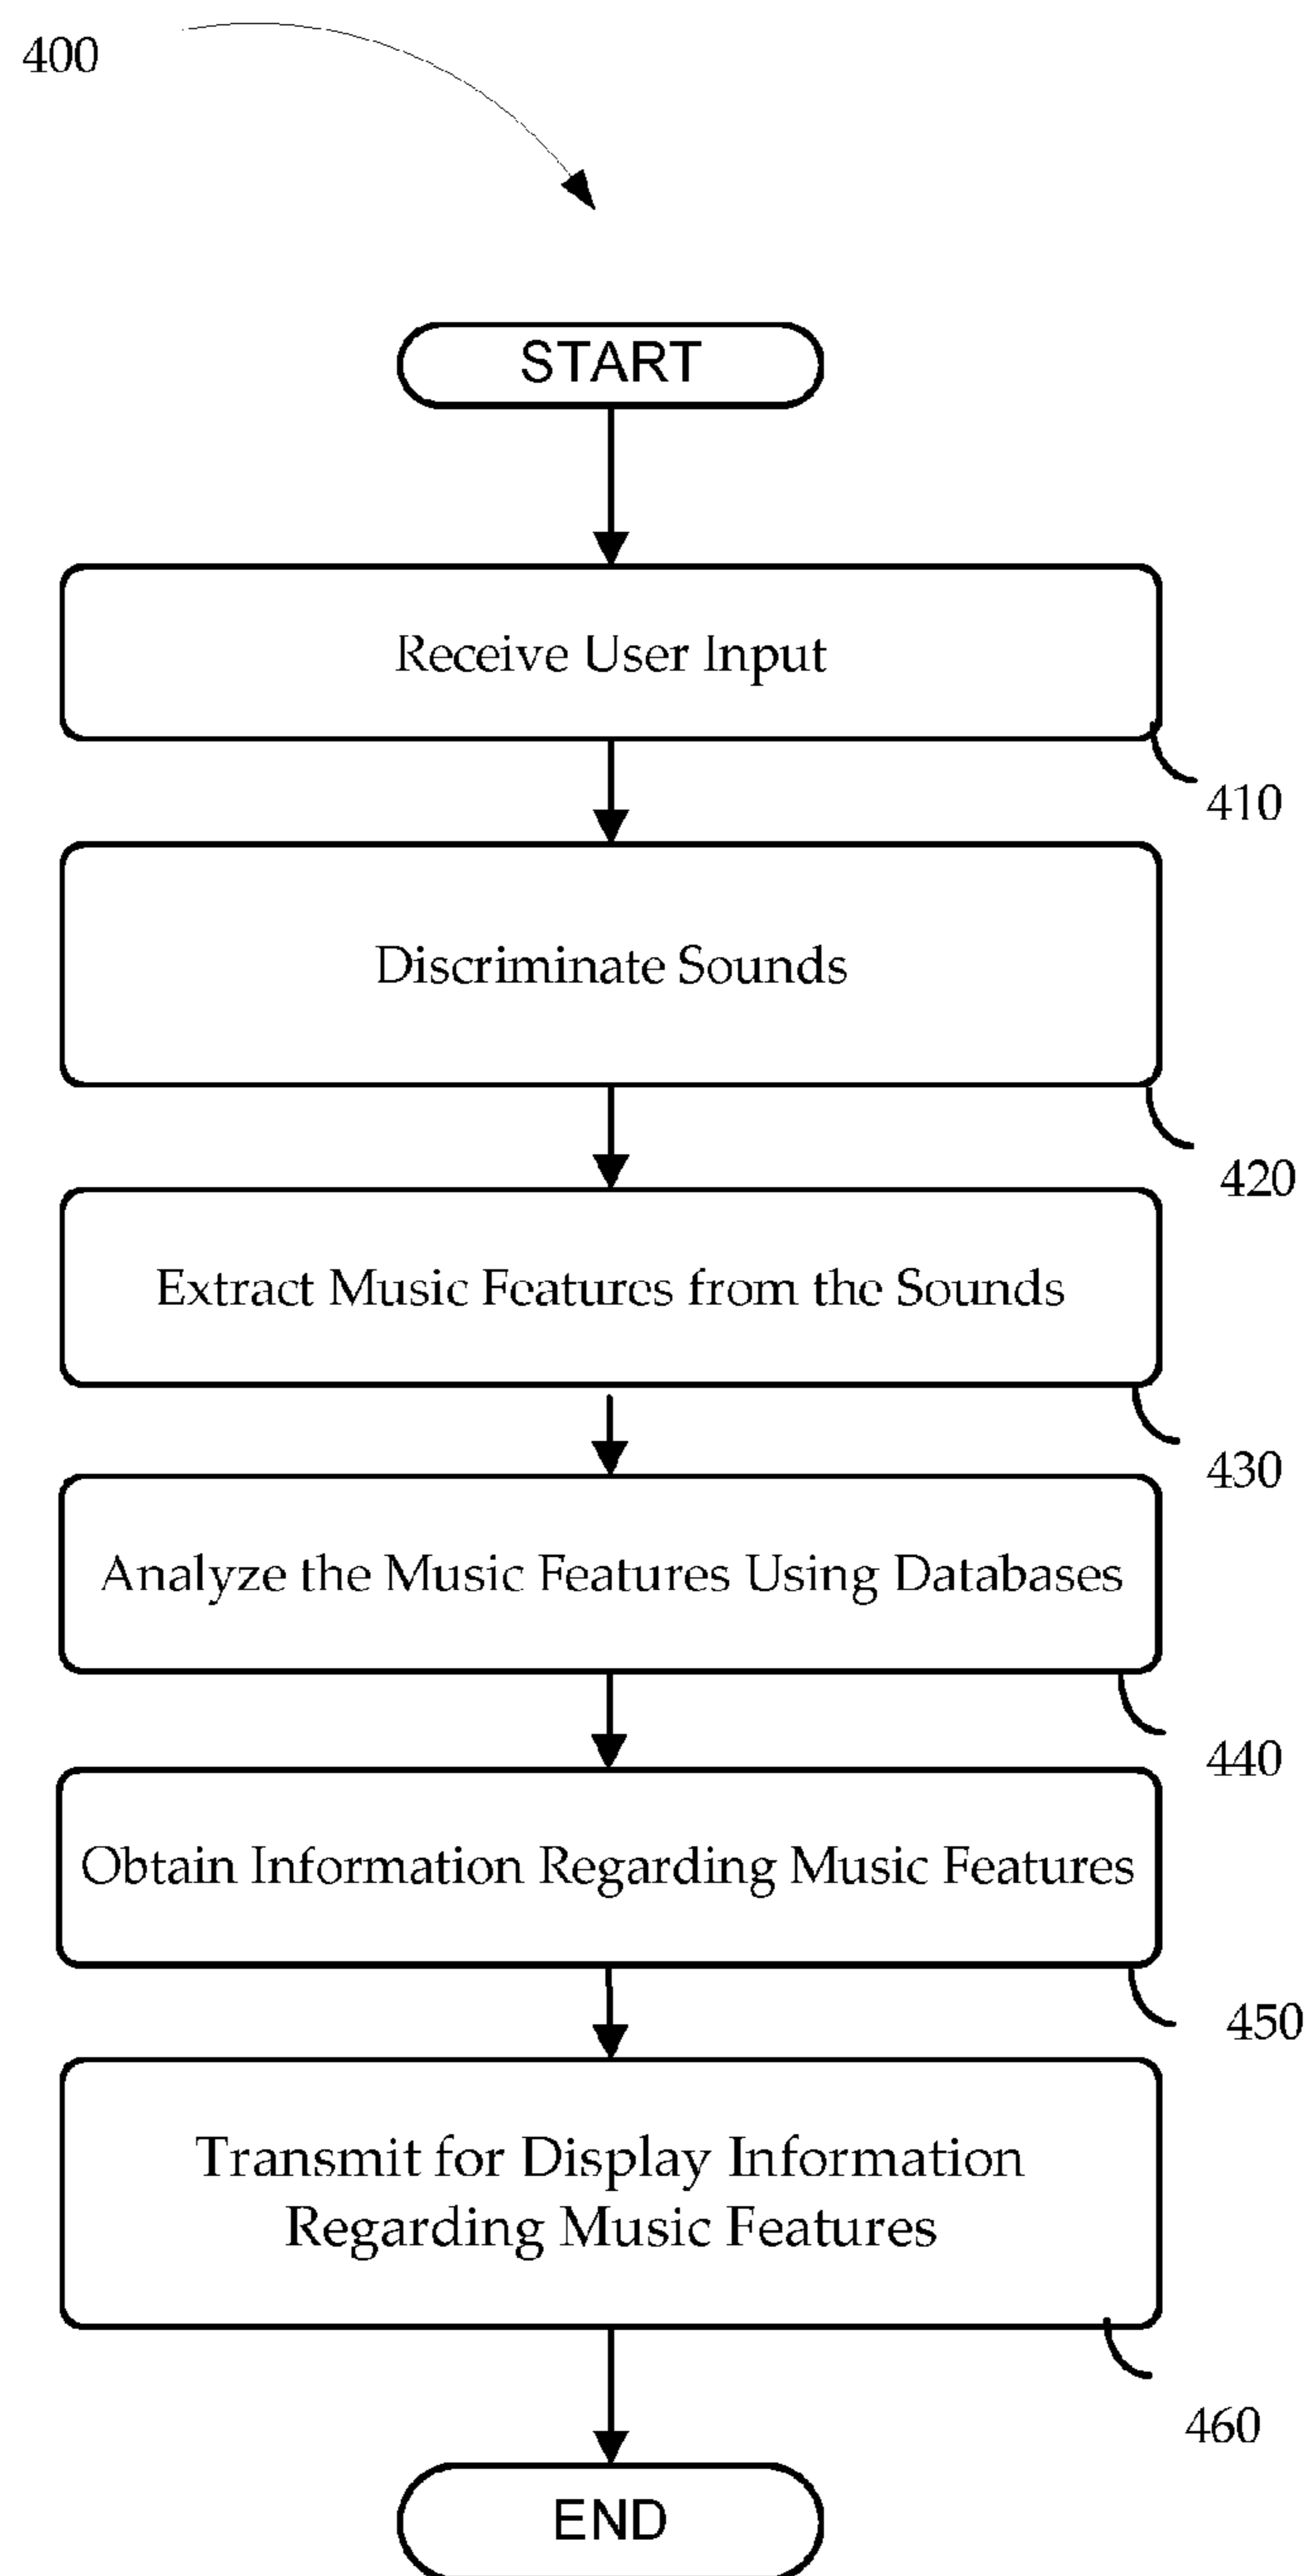 400
START
Receive User Input
410
Discriminate Sounds
420
Extract Music Features from the Sounds
430
Analyze the Music Features Using Databases
440
Obtain Information Regarding Music Features
450
Transmit for Display Information
Regarding Music Features
460
END